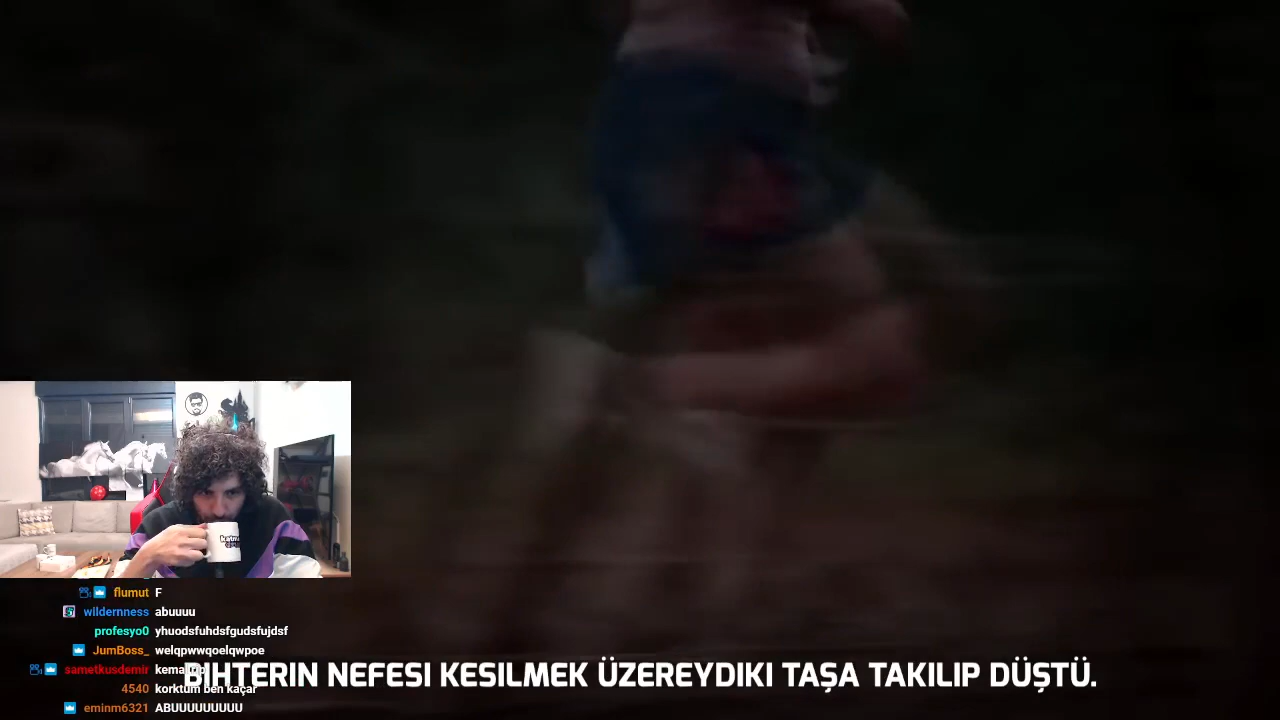 flumut F
wildernness abuuuu
profesyo0 yhuodsfuhdsfgudsfujdsf
JumBoss_ welqpwwqoelqwpoe
sametkusdemir
4540 korktum ben kaçar
BIHTERIN NEFESI KESILMEK ÜZEREYDIKI TAŞA TAKILIP DÜŞTÜ.
eminm6321 ABUUUUUUUUU